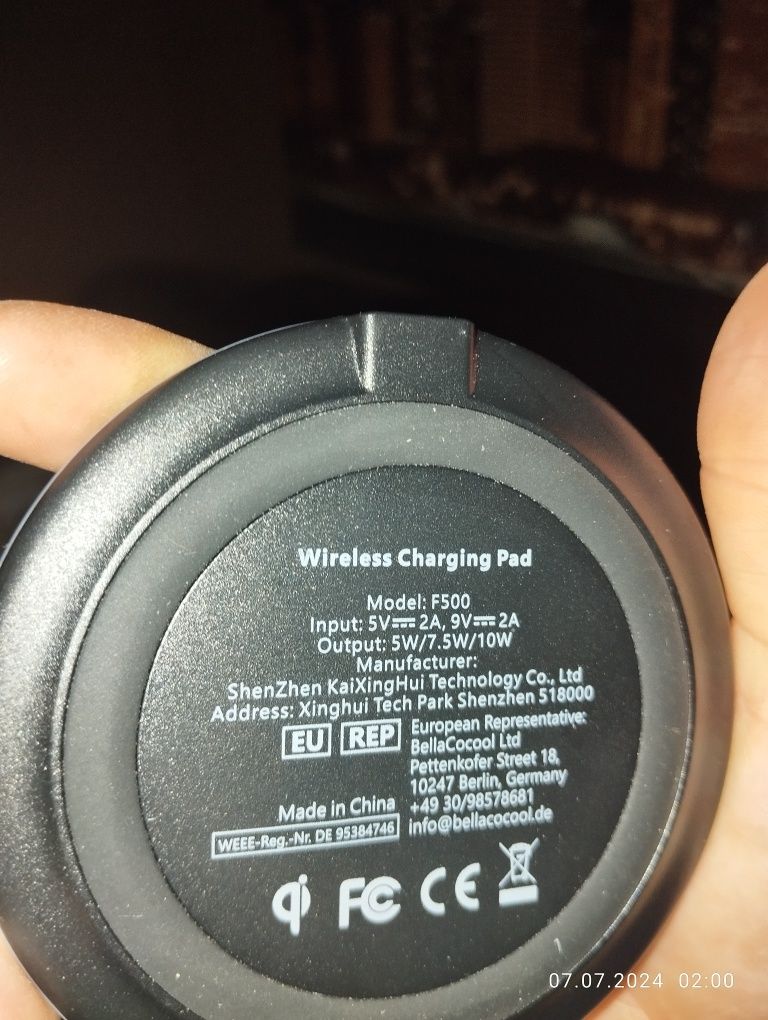 Wireless Charging Pad
Model: F500
Input: 5V⎓2A, 9V⎓2A
Output: 5W/7.5W/10W
Manufacturer:
ShenZhen KaiXingHui Technology Co., Ltd
Address: Xinghui Tech Park Shenzhen 518000
EU REP
European Representative:
BellaCocool Ltd
Pettenkofer Street 18,
10247 Berlin, Germany
+49 30/98578681
info@bellacocool.de
Made in China
WEEE-Reg.-Nr. DE 95384746
qi FC CE
07.07.2024 02:00